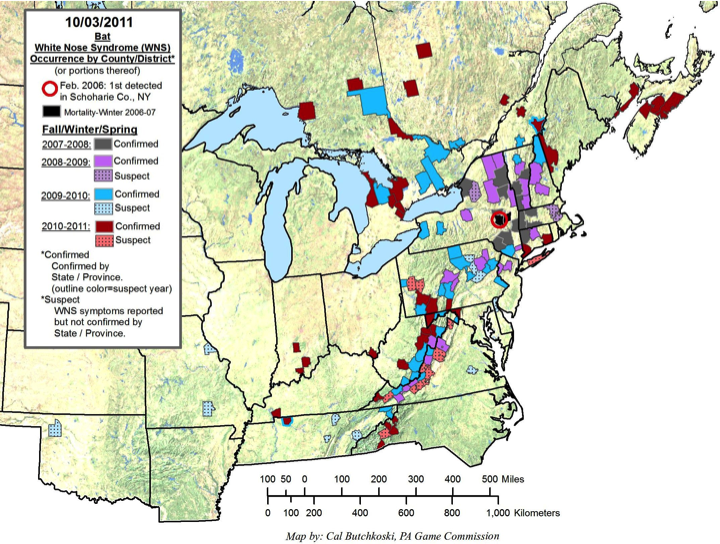 10/03/2011
Bat
White Nose Syndrome (WNS)
Occurrence by County/District*
(or portions thereof)
Feb. 2006: 1st detected
in Schoharie Co., NY
Mortality-Winter 2006-07
Fall/Winter/Spring
2007-2008: Confirmed
2008-2009: Confirmed
Suspect
2009-2010: Confirmed
Suspect
2010-2011: Confirmed
Suspect
*Confirmed
Confirmed by
State / Province.
(outline color=suspect year)
*Suspect
WNS symptoms reported
but not confirmed by
State / Province.
100 50 0 100 200 300 400 500 Miles
0 100 200 400 600 800 1,000 Kilometers
Map by: Cal Butchkoski, PA Game Commission